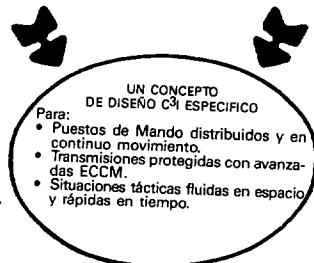 UN CONCEPTO
DE DISEÑO C³I ESPECIFICO
Para:
• Puestos de Mando distribuidos y en
continuo movimiento.
• Transmisiones protegidas con avanza-
das ECCM.
• Situaciones tácticas fluidas en espacio
y rápidas en tiempo.